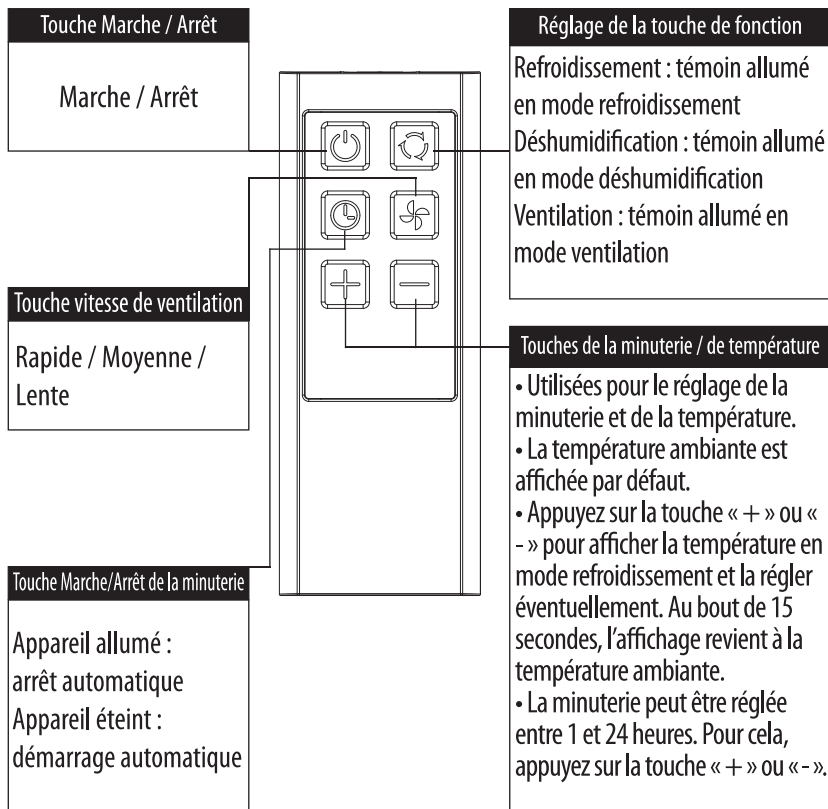 Touche Marche / Arrêt
Marche / Arrêt
Touche vitesse de ventilation
Rapide / Moyenne /
Lente
Touche Marche/Arrêt de la minuterie
Appareil allumé :
arrêt automatique
Appareil éteint :
démarrage automatique
Réglage de la touche de fonction
Refroidissement : témoin allumé
en mode refroidissement
Déshumidification : témoin allumé
en mode déshumidification
Ventilation : témoin allumé en
mode ventilation
Touches de la minuterie / de température
• Utilisées pour le réglage de la
minuterie et de la température.
• La température ambiante est
affichée par défaut.
• Appuyez sur la touche « + » ou «
- » pour afficher la température en
mode refroidissement et la régler
éventuellement. Au bout de 15
secondes, l’affichage revient à la
température ambiante.
• La minuterie peut être réglée
entre 1 et 24 heures. Pour cela,
appuyez sur la touche « + » ou « - ».